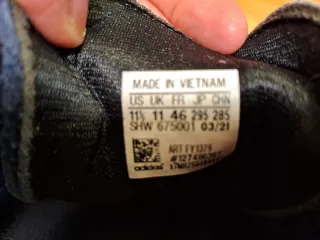 MADE IN VIETNAM
US UK FR JP CHN
11½ 11 46 295 285
SHW 675001 03/21
ART FY1379
adidas